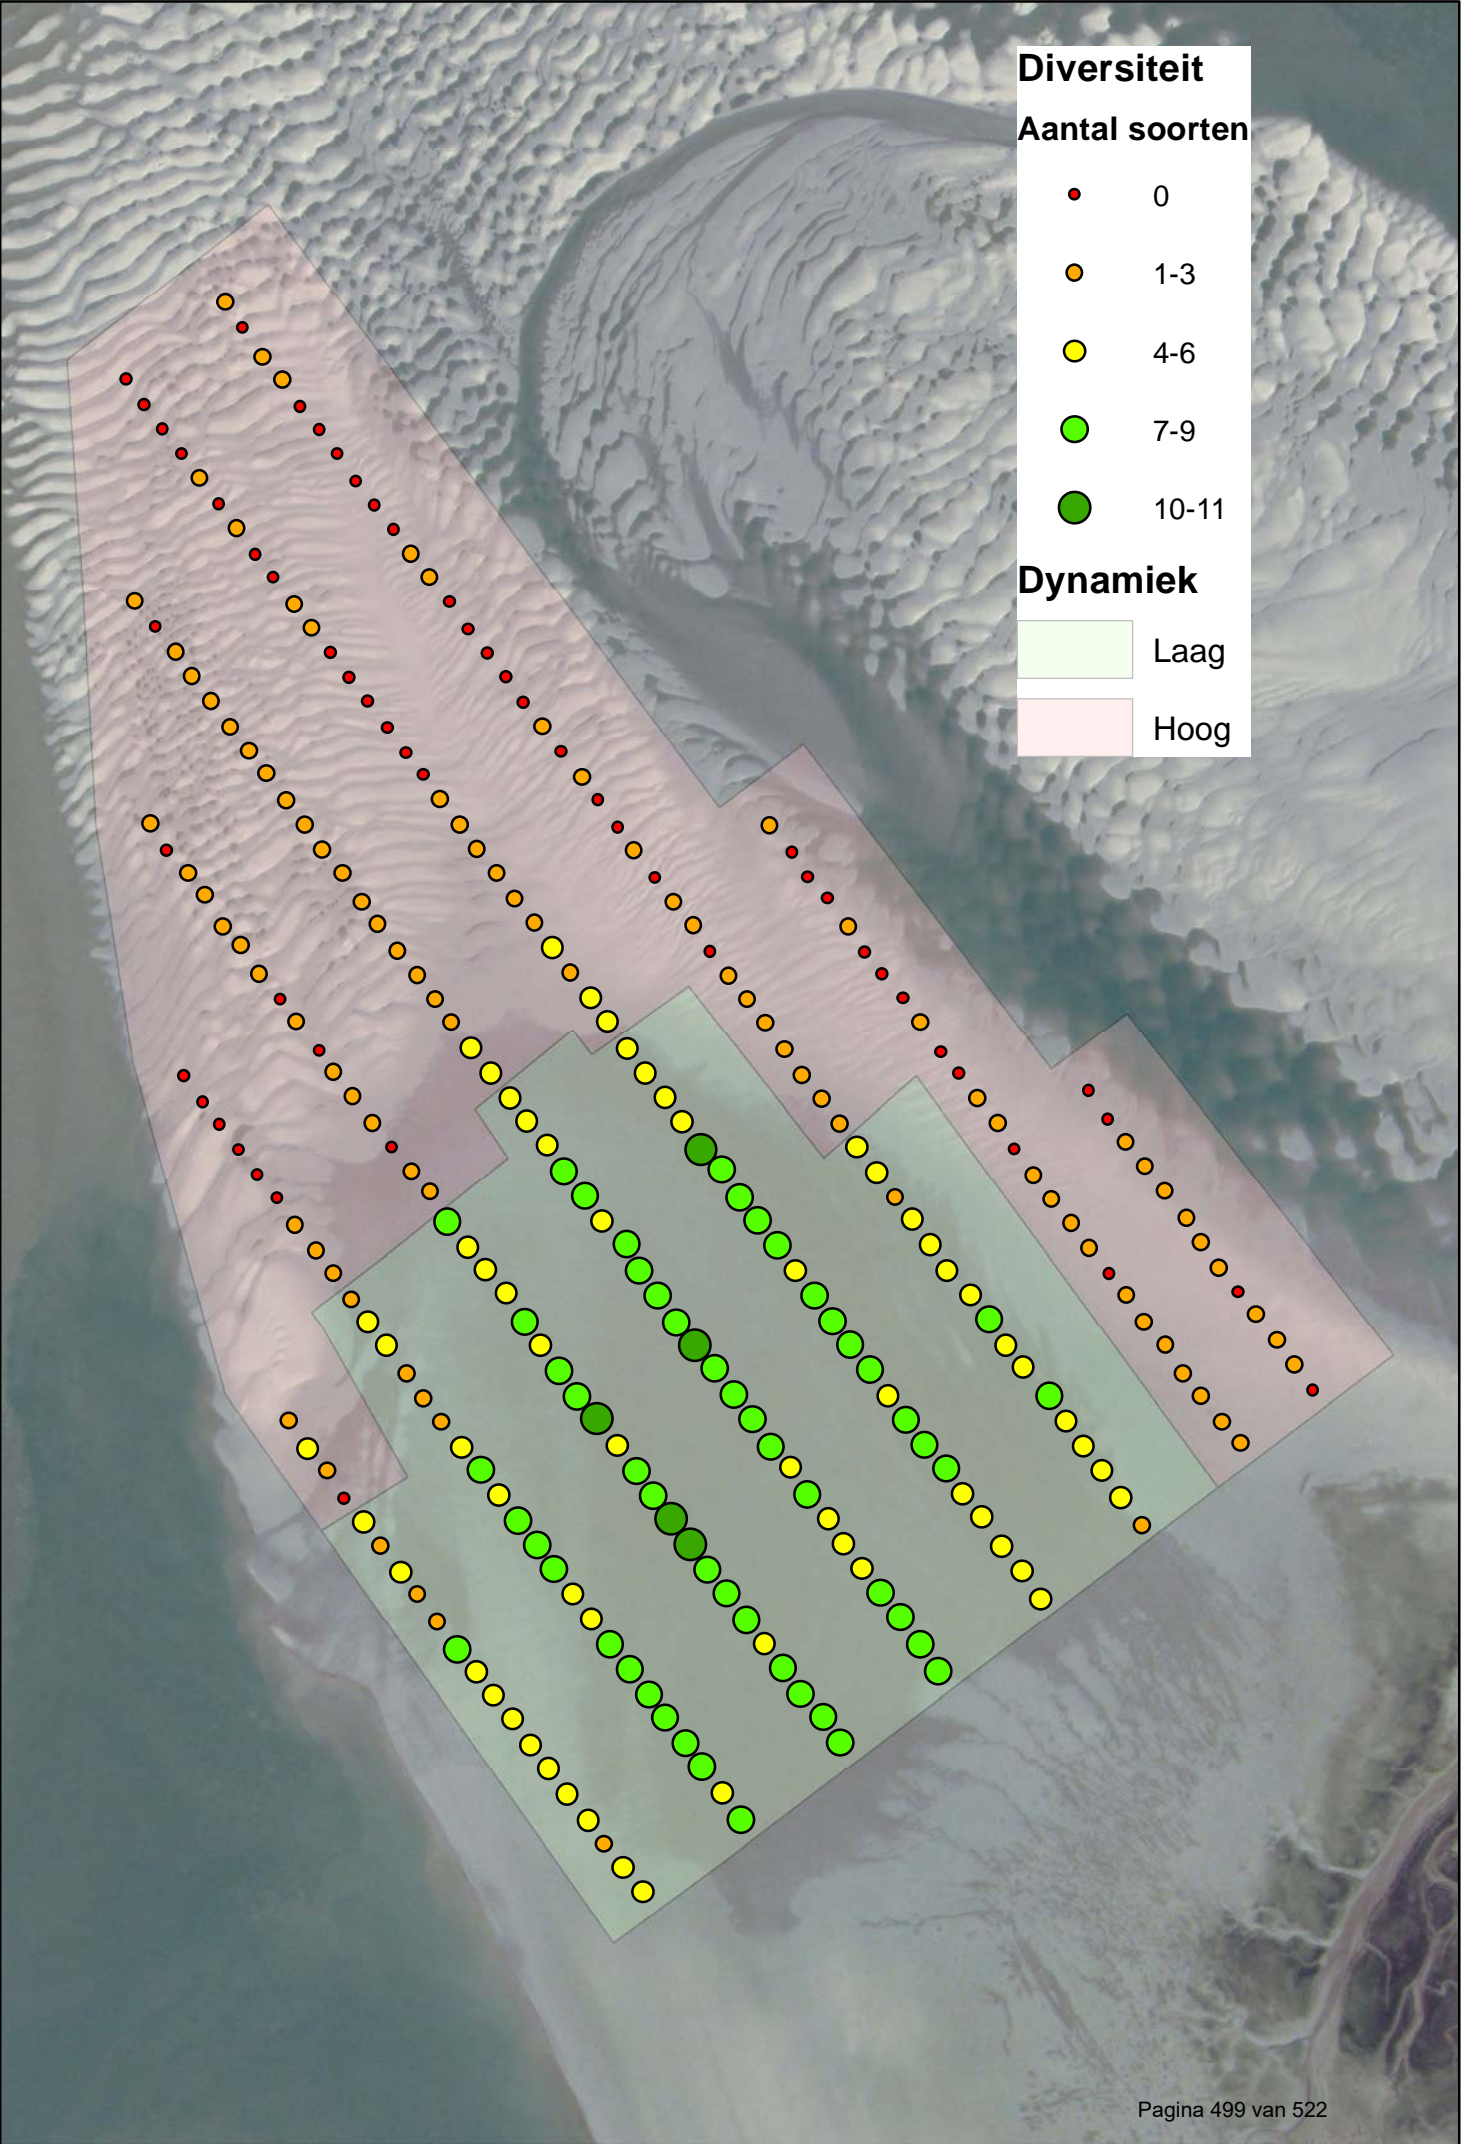 Diversiteit
Aantal soorten
0
1-3
4-6
7-9
10-11
Dynamiek
Laag
Hoog
Pagina 499 van 522